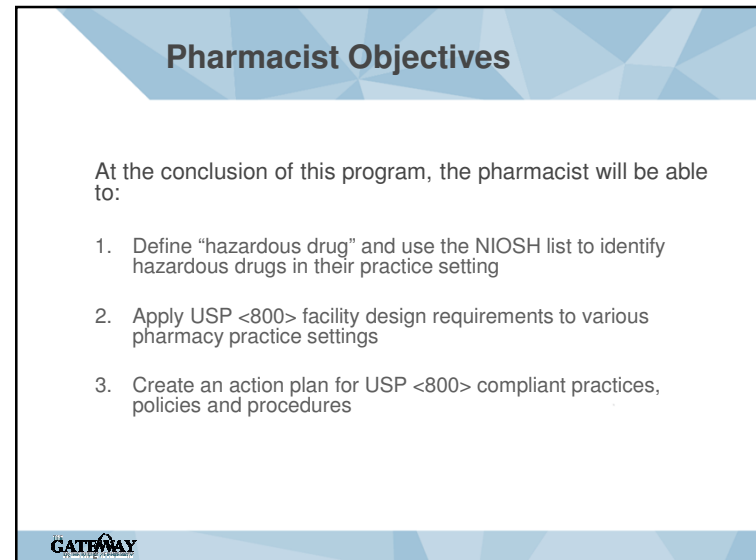 Pharmacist Objectives
At the conclusion of this program, the pharmacist will be able
to:
1. Define “hazardous drug” and use the NIOSH list to identify
hazardous drugs in their practice setting
2. Apply USP <800> facility design requirements to various
pharmacy practice settings
3. Create an action plan for USP <800> compliant practices,
policies and procedures
GATEWAY